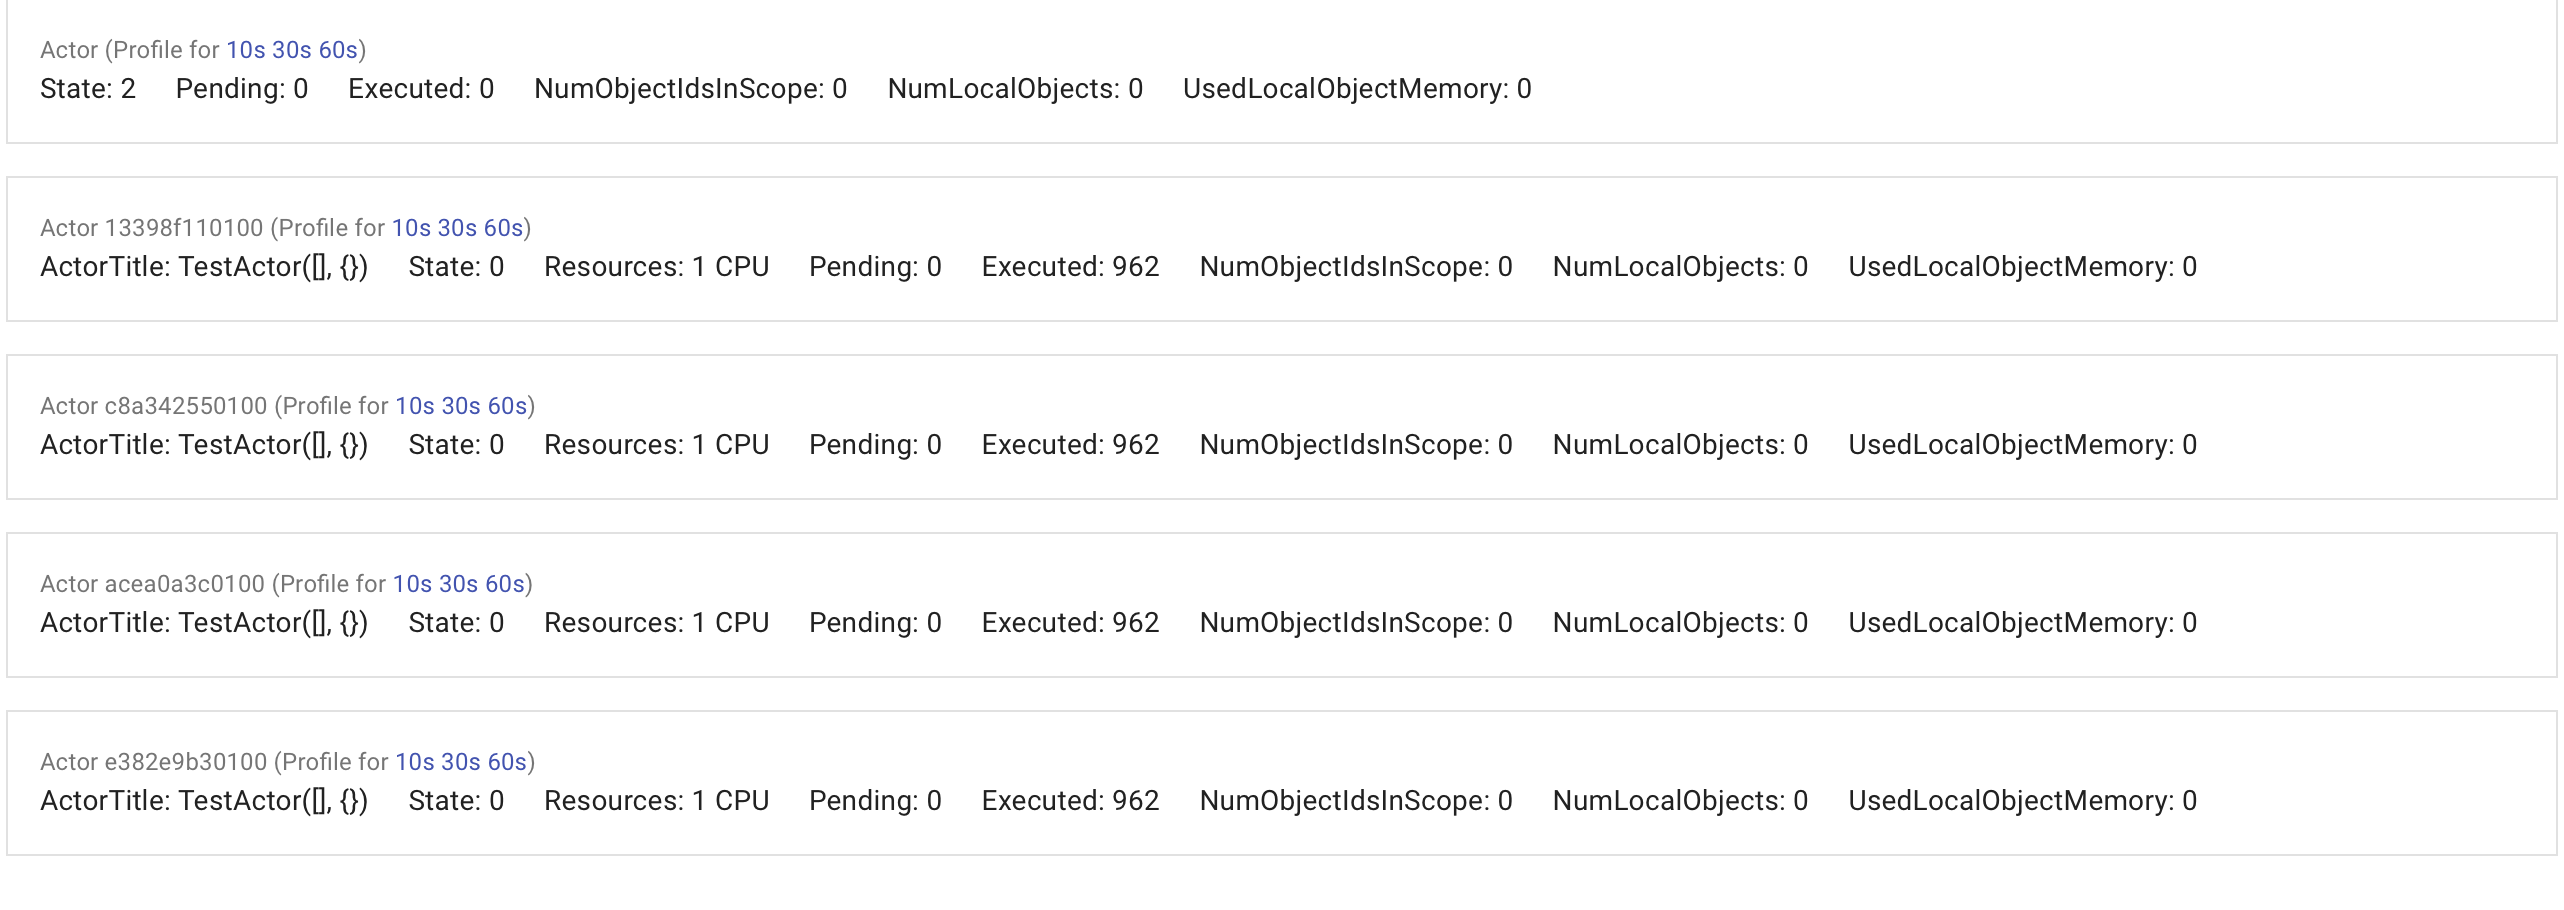 Actor (Profile for 10s 30s 60s)
State: 2 Pending: 0 Executed: 0 NumObjectIdsInScope: 0 NumLocalObjects: 0 UsedLocalObjectMemory: 0
Actor 13398f110100 (Profile for 10s 30s 60s)
ActorTitle: TestActor([], {}) State: 0 Resources: 1 CPU Pending: 0 Executed: 962 NumObjectIdsInScope: 0 NumLocalObjects: 0 UsedLocalObjectMemory: 0
Actor c8a342550100 (Profile for 10s 30s 60s)
ActorTitle: TestActor([], {}) State: 0 Resources: 1 CPU Pending: 0 Executed: 962 NumObjectIdsInScope: 0 NumLocalObjects: 0 UsedLocalObjectMemory: 0
Actor acea0a3c0100 (Profile for 10s 30s 60s)
ActorTitle: TestActor([], {}) State: 0 Resources: 1 CPU Pending: 0 Executed: 962 NumObjectIdsInScope: 0 NumLocalObjects: 0 UsedLocalObjectMemory: 0
Actor e382e9b30100 (Profile for 10s 30s 60s)
ActorTitle: TestActor([], {}) State: 0 Resources: 1 CPU Pending: 0 Executed: 962 NumObjectIdsInScope: 0 NumLocalObjects: 0 UsedLocalObjectMemory: 0